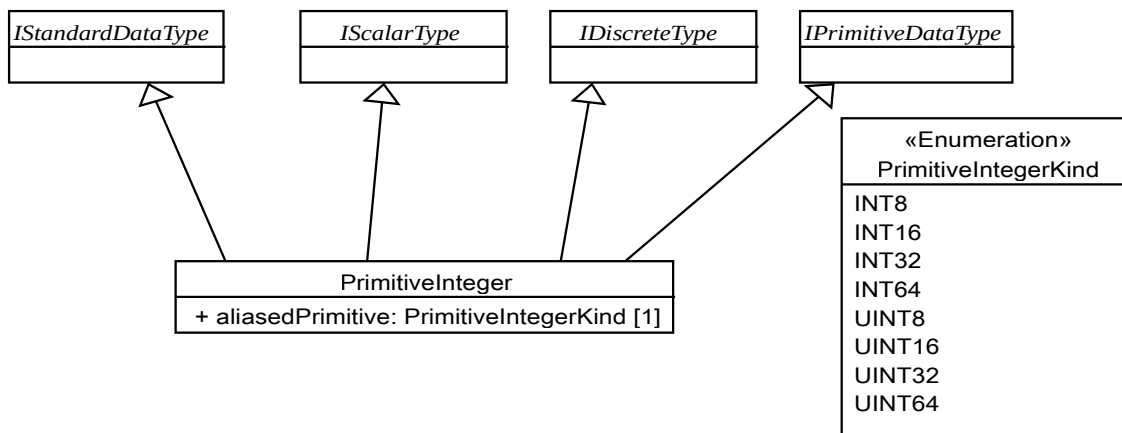 IStandardDataType
IScalarType
IDiscreteType
IPrimitiveDataType
«Enumeration»
PrimitiveIntegerKind
INT8
INT16
INT32
INT64
UINT8
UINT16
UINT32
UINT64
PrimitiveInteger
+ aliasedPrimitive: PrimitiveIntegerKind [1]